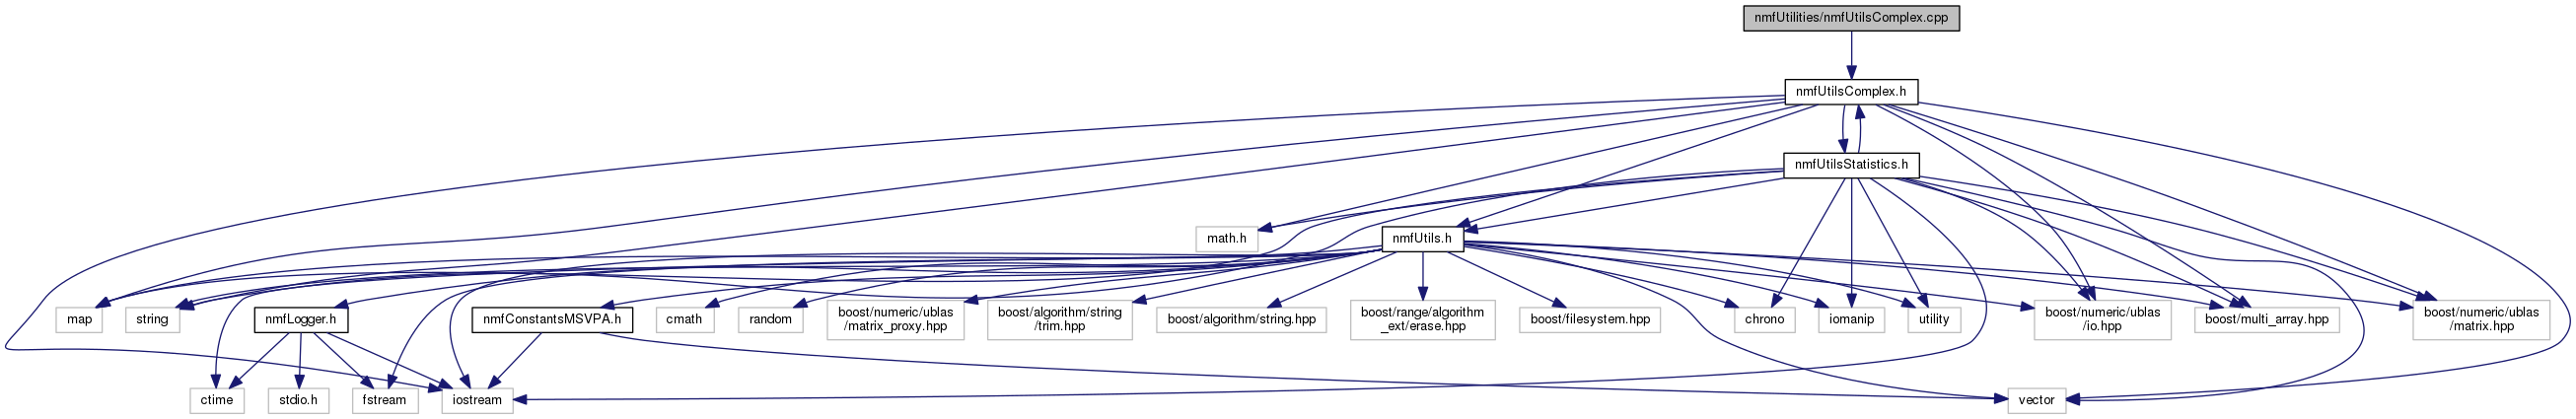 nmfUtilities/nmfUtilsComplex.cpp
nmfUtilsComplex.h
nmfUtilsStatistics.h
math.h
nmfUtils.h
map
string
nmfLogger.h
nmfConstantsMSVPA.h
cmath
random
boost/numeric/ublas
/matrix_proxy.hpp
boost/algorithm/string
/trim.hpp
boost/algorithm/string.hpp
boost/range/algorithm
_ext/erase.hpp
boost/filesystem.hpp
chrono
iomanip
utility
boost/numeric/ublas
/io.hpp
boost/multi_array.hpp
boost/numeric/ublas
/matrix.hpp
ctime
stdio.h
fstream
iostream
vector